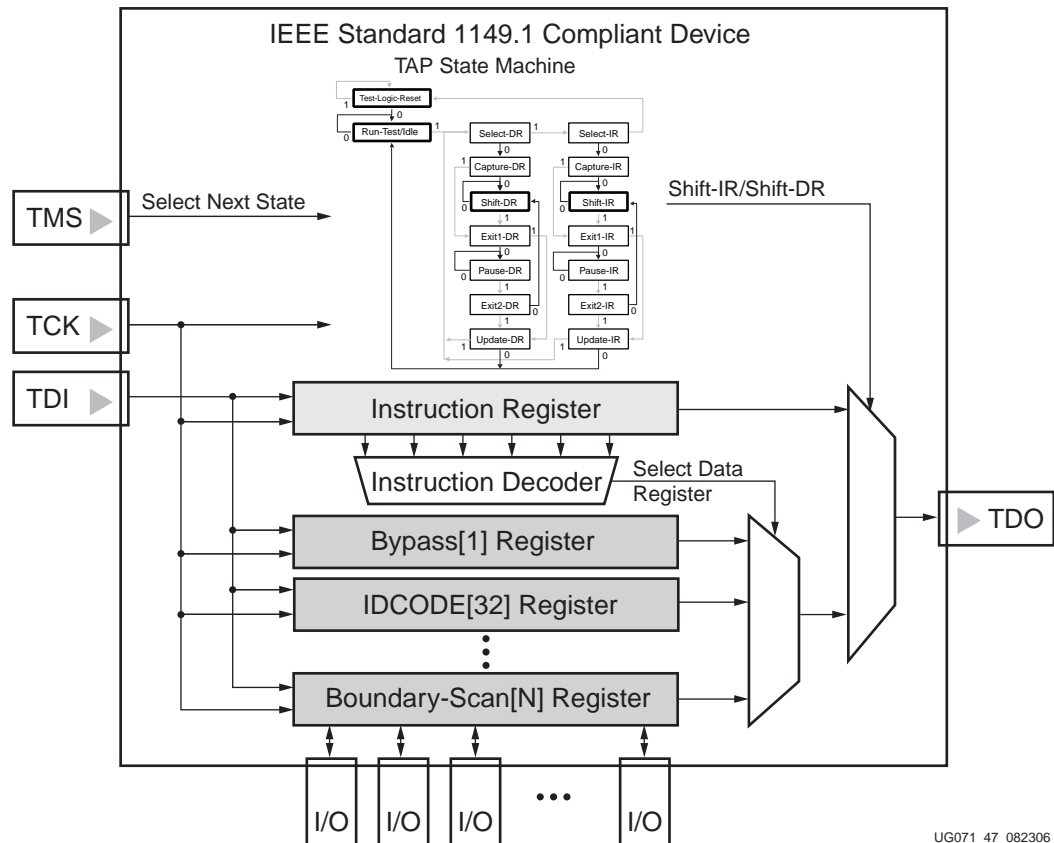 IEEE Standard 1149.1 Compliant Device
TAP State Machine
Test-Logic-Reset
1
0
Run-Test/Idle
0
1
Select-DR
1
Select-IR
0
0
1
Capture-DR
1
Capture-IR
0
0
Shift-DR
0
Shift-IR
0
1
1
Exit1-DR
1
Exit1-IR
1
0
0
Pause-DR
0
Pause-IR
0
1
1
Exit2-DR
0
Exit2-IR
0
1
1
Update-DR
1
0
Update-IR
1
0
Shift-IR/Shift-DR
TMS
Select Next State
TCK
TDI
Instruction Register
Instruction Decoder
Select Data
Register
Bypass[1] Register
IDCODE[32] Register
Boundary-Scan[N] Register
TDO
I/O
I/O
I/O
I/O
UG071_47_082306